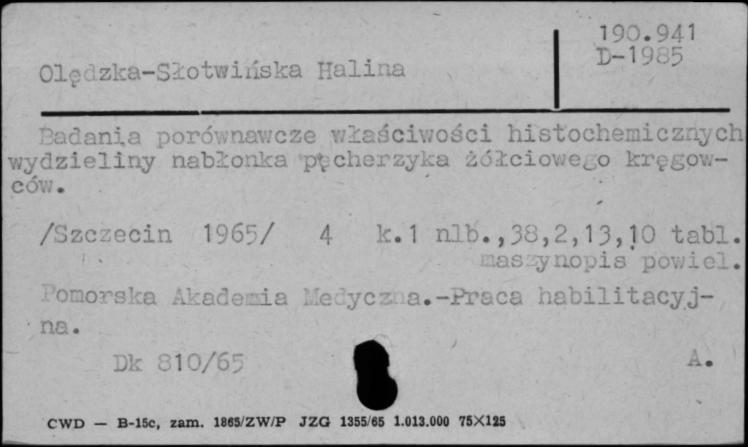 190.941
D-1985
Olędzka-Słotwińska Halina
Badania porównawcze właściwości histochemicznych
wydzieliny nabłonka pęcherzyka żółciowego kręgow-
ców.
/Szczecin 1965/ 4 k.1 nlb.,38,2,13,10 tabl.
maszynopis powiel.
Pomorska Akademia Medyczna.-Praca habilitacyj-
na.
Dk 810/65 A.
CWD — B-15c, zam. 1865/ZW/P JZG 1355/65 1.013.000 75X125